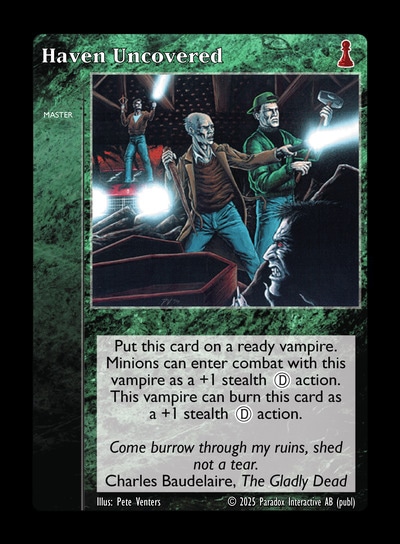 Haven Uncovered
MASTER
Put this card on a ready vampire.
Minions can enter combat with this
vampire as a +1 stealth Ⓓ action.
This vampire can burn this card as
a +1 stealth Ⓓ action.
Come burrow through my ruins, shed
not a tear.
Charles Baudelaire, The Gladly Dead
Illus: Pete Venters © 2025 Paradox Interactive AB (publ)